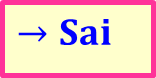 → Sai